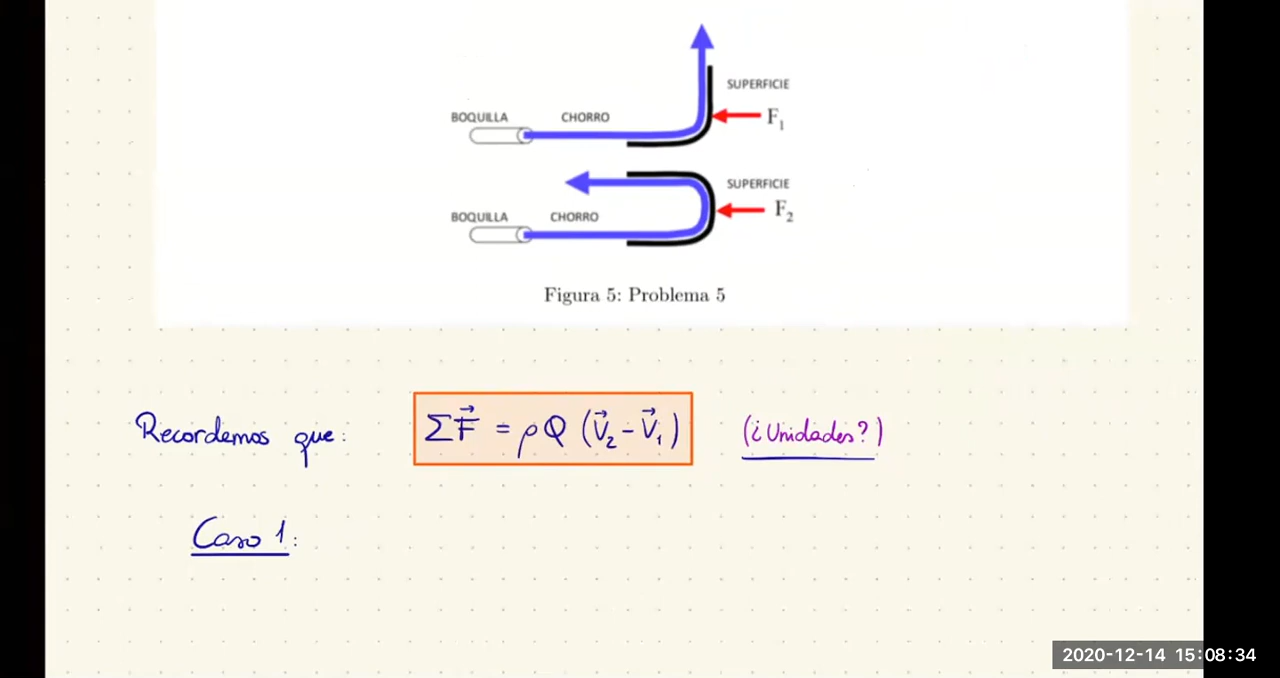 SUPERFICIE
BOQUILLA CHORRO F₁
SUPERFICIE
BOQUILLA CHORRO F₂
Figura 5: Problema 5
Recordemos que: ΣF⃗ = ρQ (V⃗₂ - V⃗₁) (¿Unidades?)
Caso 1:
2020-12-14 15:08:34